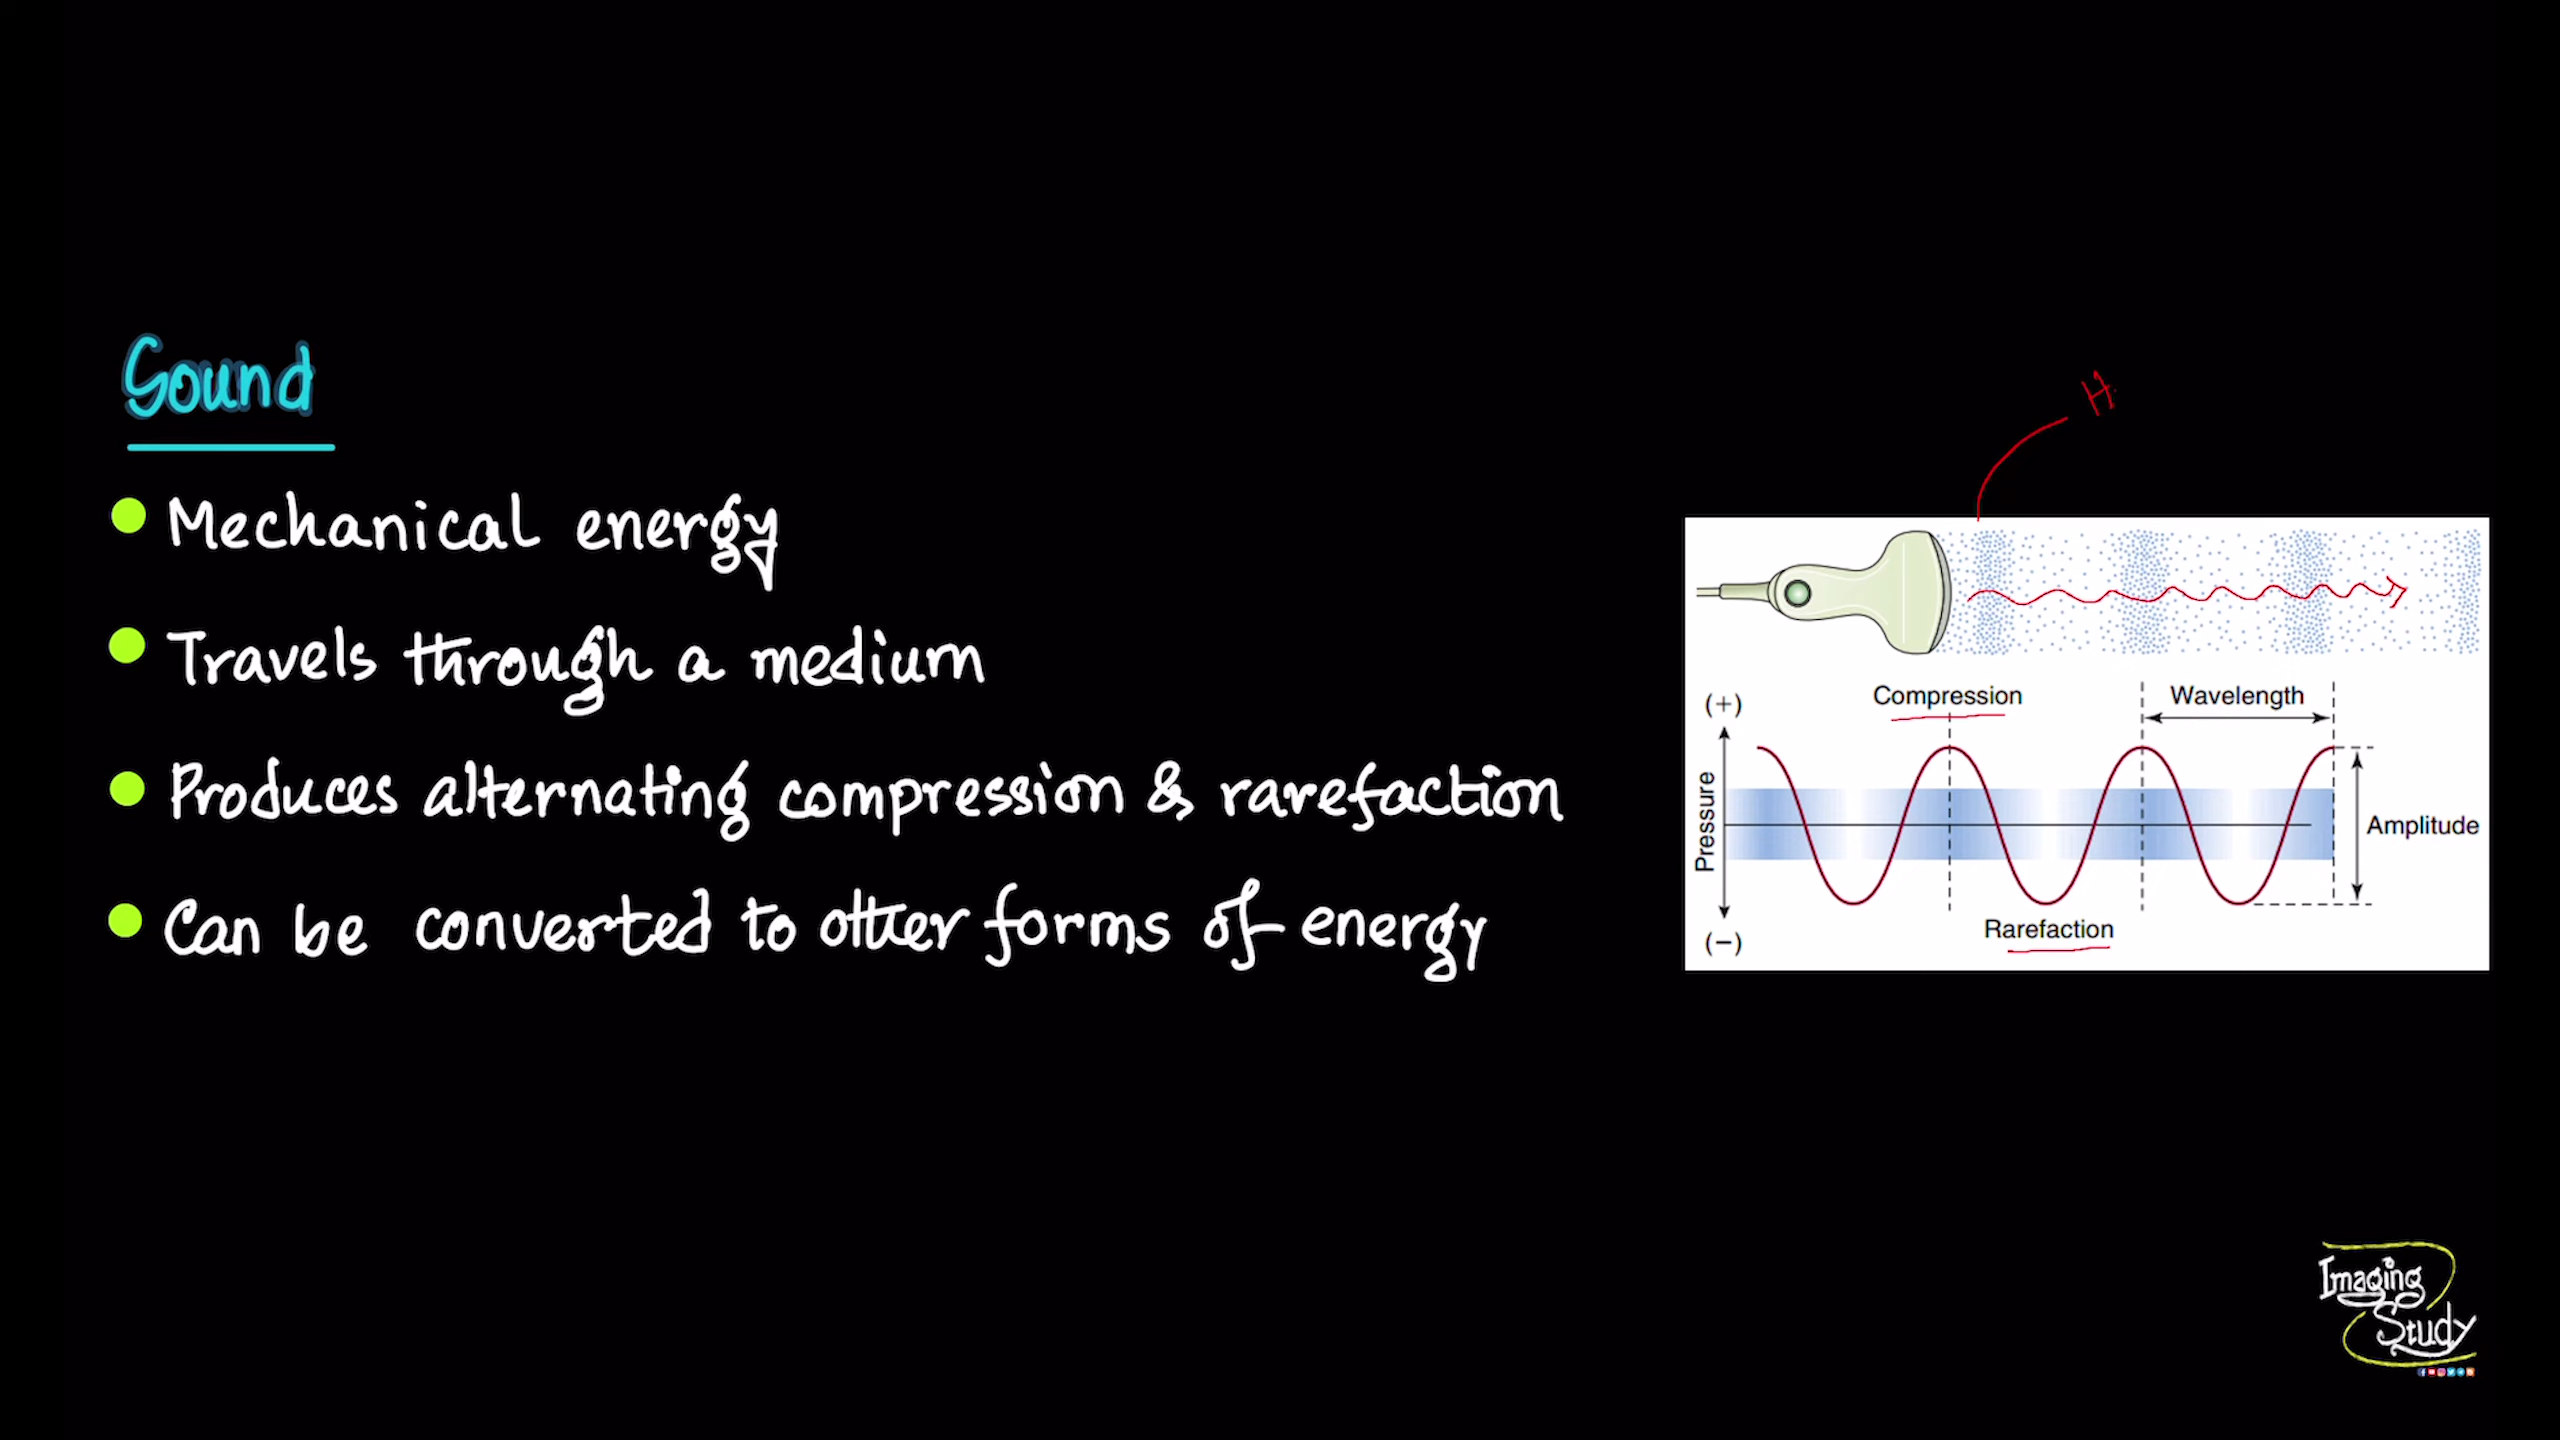 Sound
Mechanical energy
Travels through a medium
Produces alternating compression & rarefaction
Can be converted to other forms of energy
H
Compression
Wavelength
(+)
Pressure
Amplitude
(−)
Rarefaction
Imaging
Study